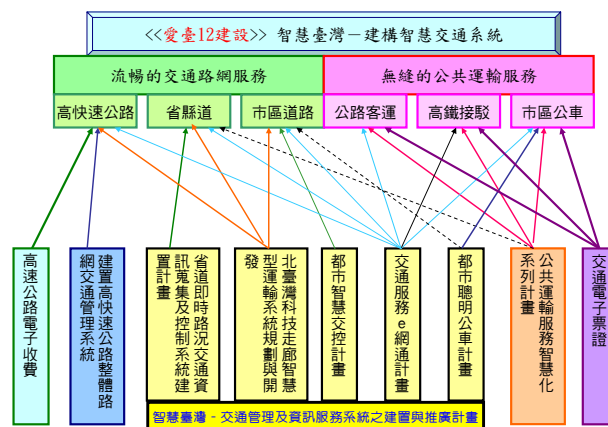 <<愛臺12建設>> 智慧臺灣－建構智慧交通系統
流暢的交通路網服務
無縫的公共運輸服務
高快速公路
省縣道
市區道路
公路客運
高鐵接駁
市區公車
高速公路電子收費
建置高快速公路整體路
網交通管理系統
省道即時路況交通資
訊蒐集及控制系統建
置計畫
北臺灣科技走廊智慧
型運輸系統規劃與開
發
都市智慧交控計畫
交通服務e網通計畫
都市聰明公車計畫
公共運輸服務智慧化
系列計畫
交通電子票證
智慧臺灣 - 交通管理及資訊服務系統之建置與推廣計畫